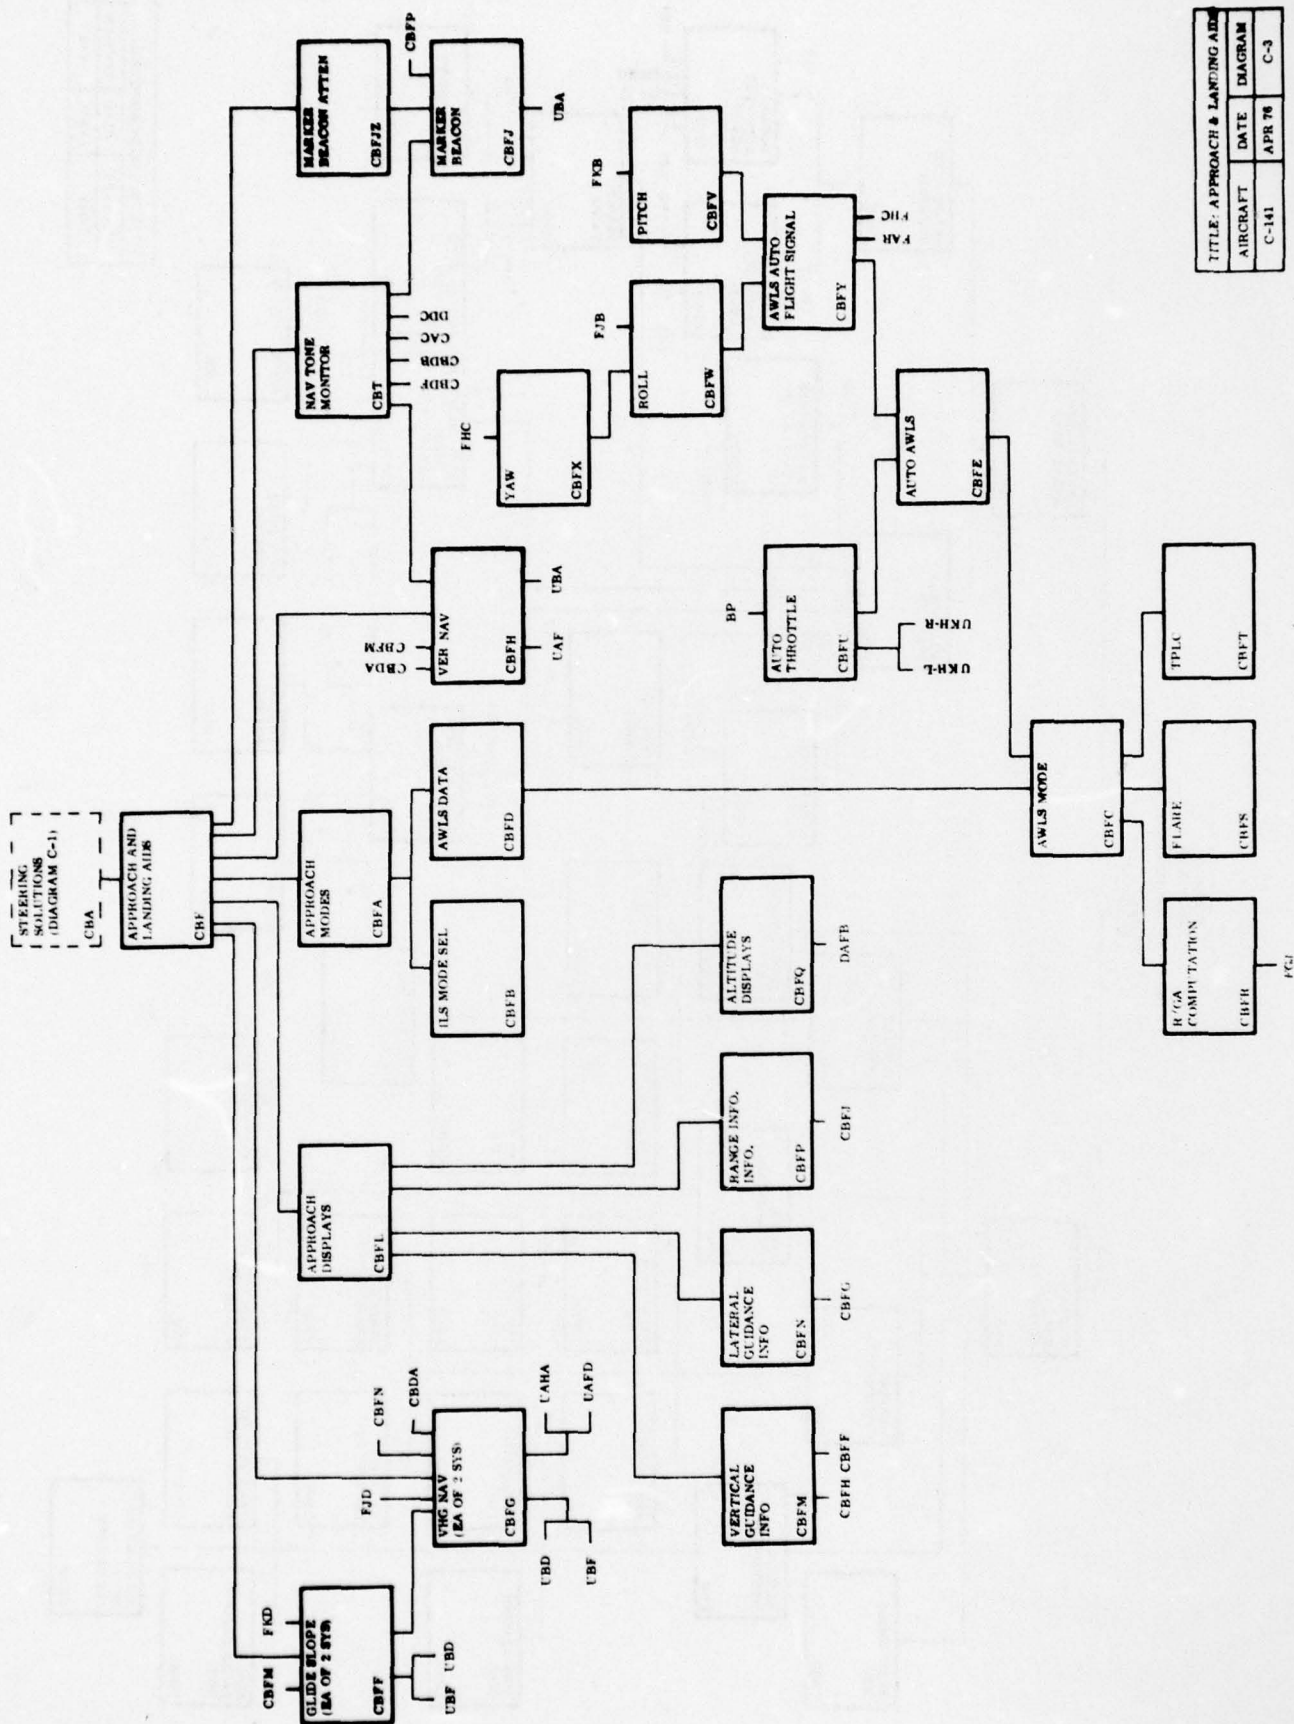 STEERING
SOLUTIONS
(DIAGRAM C-1)
CBA
APPROACH AND
LANDING AIDS
CBF
CBFM
FKD
GLIDE SLOPE
(EA OF 2 SYS)
CBFF
UBF
UBD
APPROACH
DISPLAYS
CBFL
APPROACH
MODES
CBFA
NAV TONE
MONITOR
CBT
CBDF
CBDB
CAC
DDC
MARKER
BEACON ATTEN
CBFJZ
FJD
CBFN
CBDA
VHG NAV
(EA OF 2 SYS)
CBFG
UBD
UBF
UAHA
UAFD
ILS MODE SEL
CBFB
AWLS DATA
CBFD
CBDA
CBFM
VER NAV
CBFH
UAF
UBA
FHC
YAW
CBFX
CBFP
MARKER
BEACON
CBFJ
UBA
FJB
ROLL
CBFW
FKB
PITCH
CBFV
VERTICAL
GUIDANCE
INFO
CBFM
CBFH CBFF
LATERAL
GUIDANCE
INFO
CBFN
CBFG
RANGE INFO.
INFO.
CBFP
CBFJ
ALTITUDE
DISPLAYS
CBFQ
DAFB
BP
AUTO
THROTTLE
CBFU
UKH-L
UKH-R
AWLS AUTO
FLIGHT SIGNAL
CBFY
FAR
FHC
AUTO AWLS
CBFE
AWLS MODE
CBFC
R/GA
COMPUTATION
CBFR
FGJ
FLARE
CBFS
TPLC
CBFT
TITLE: APPROACH & LANDING AIDS
AIRCRAFT
DATE
DIAGRAM
C-141
APR 76
C-3